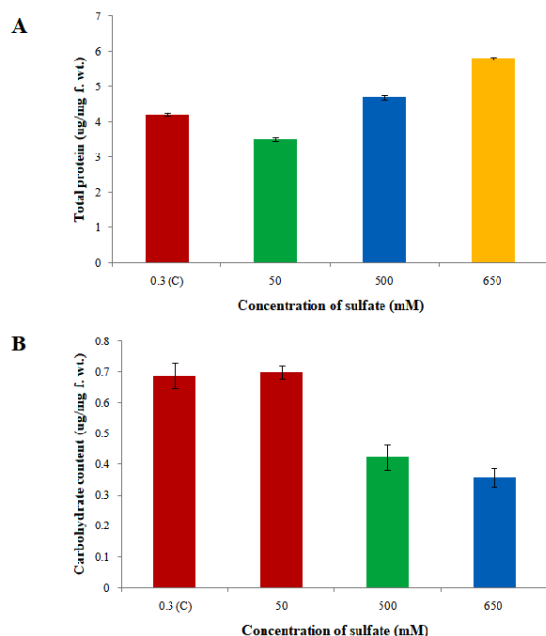 A
Total protein (ug/mg f. wt.)
7
6
5
4
3
2
1
0
0.3 (C) 50 500 650
Concentration of sulfate (mM)
B
Carbohydrate content (ug/mg f. wt.)
0.8
0.7
0.6
0.5
0.4
0.3
0.2
0.1
0
0.3 (C) 50 500 650
Concentration of sulfate (mM)